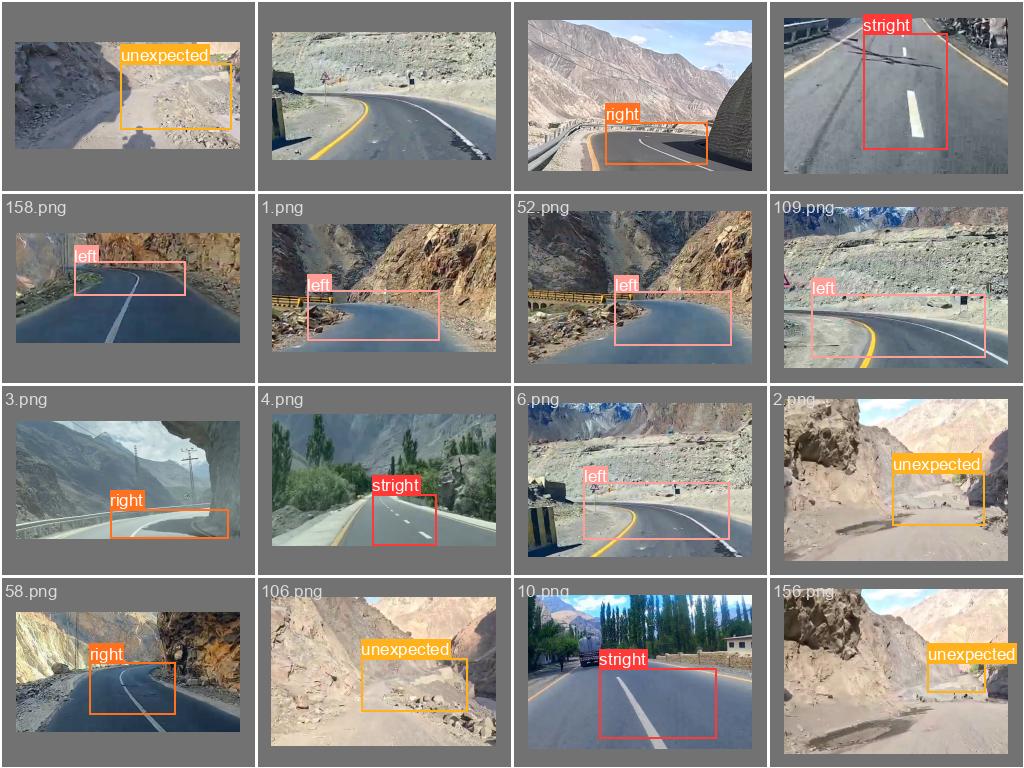 unexpected
right
stright
158.png
left
1.png
left
52.png
left
109.png
left
3.png
right
4.png
stright
6.png
left
2.png
unexpected
58.png
right
106.png
unexpected
10.png
stright
156.png
unexpected